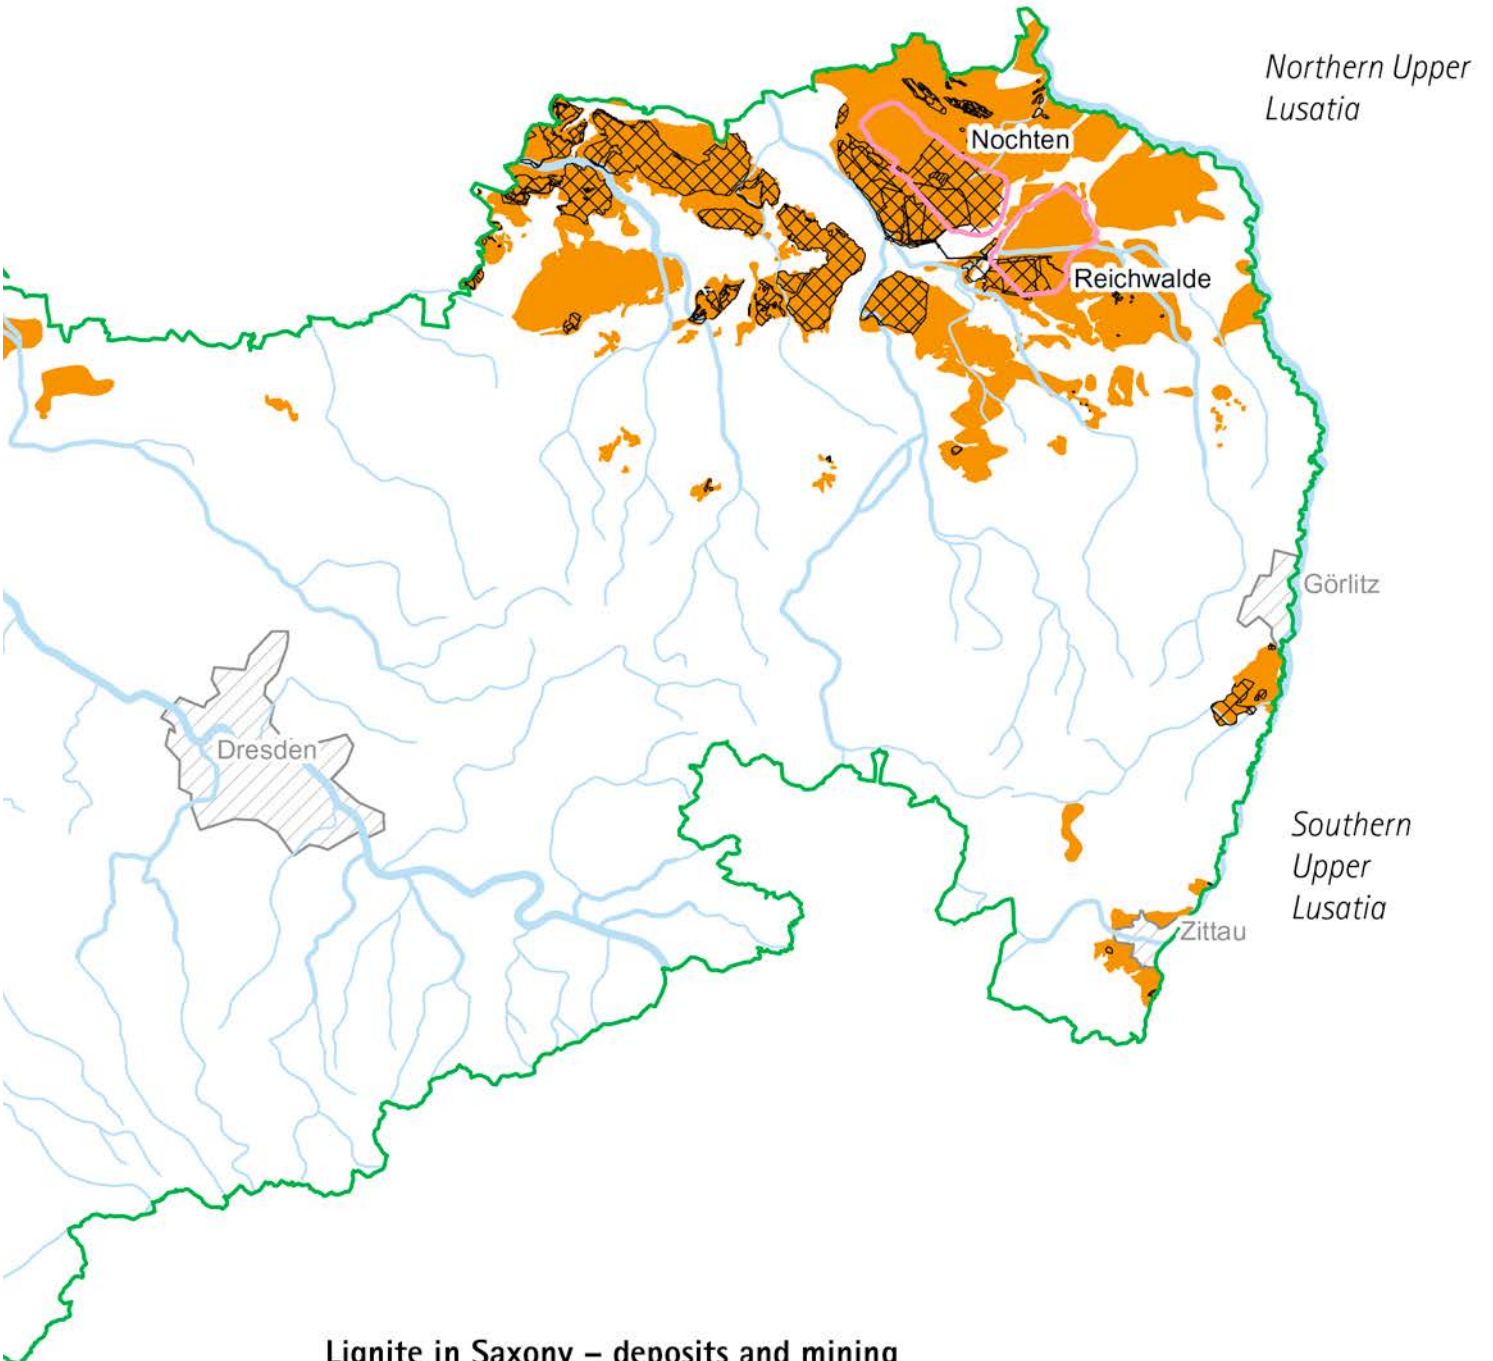 Northern Upper
Lusatia
Nochten
Reichwalde
Görlitz
Dresden
Southern
Upper
Lusatia
Zittau
Lignite in Saxony – deposits and mining